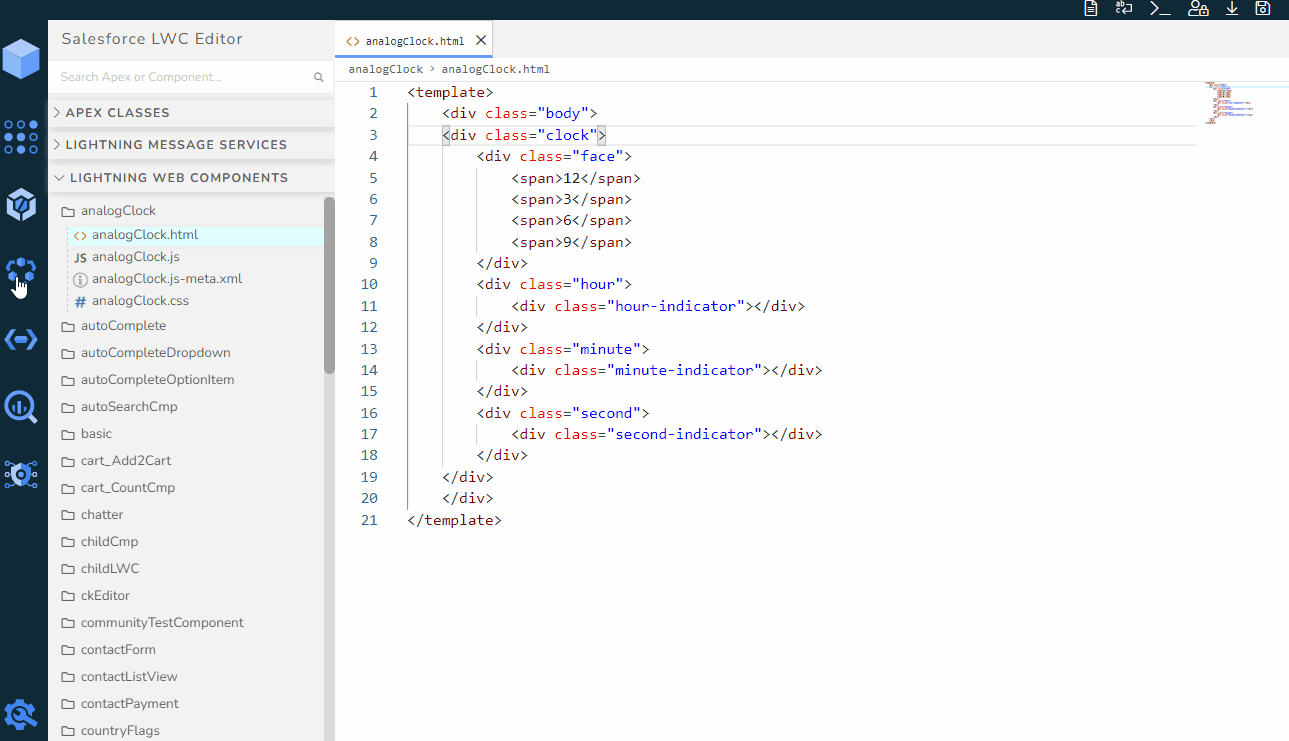 Salesforce LWC Editor
Search Apex or Component...
APEX CLASSES
LIGHTNING MESSAGE SERVICES
LIGHTNING WEB COMPONENTS
analogClock
<> analogClock.html
JS analogClock.js
analogClock.js-meta.xml
# analogClock.css
autoComplete
autoCompleteDropdown
autoCompleteOptionItem
autoSearchCmp
basic
cart_Add2Cart
cart_CountCmp
chatter
childCmp
childLWC
ckEditor
communityTestComponent
contactForm
contactListView
contactPayment
countryFlags
<> analogClock.html
analogClock > analogClock.html
1 <template>
2 <div class="body">
3 <div class="clock">
4 <div class="face">
5 <span>12</span>
6 <span>3</span>
7 <span>6</span>
8 <span>9</span>
9 </div>
10 <div class="hour">
11 <div class="hour-indicator"></div>
12 </div>
13 <div class="minute">
14 <div class="minute-indicator"></div>
15 </div>
16 <div class="second">
17 <div class="second-indicator"></div>
18 </div>
19 </div>
20 </div>
21 </template>